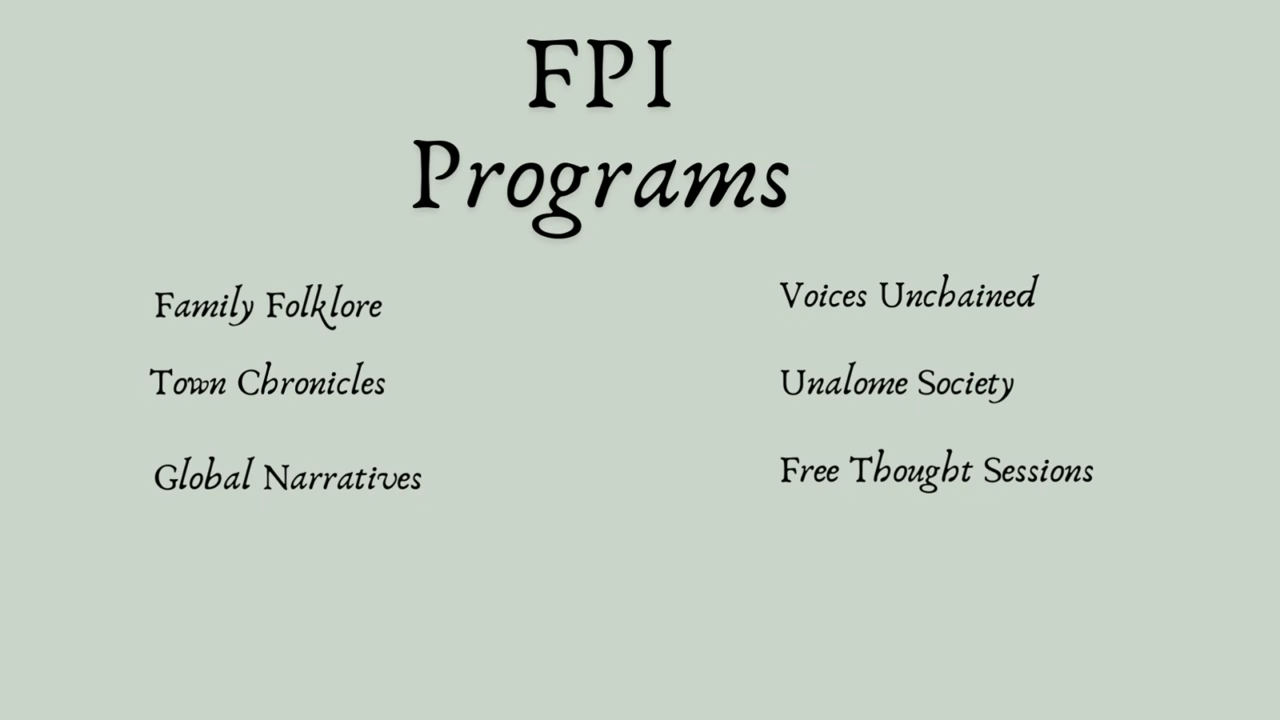 FPI
Programs
Family Folklore
Town Chronicles
Global Narratives
Voices Unchained
Unalome Society
Free Thought Sessions